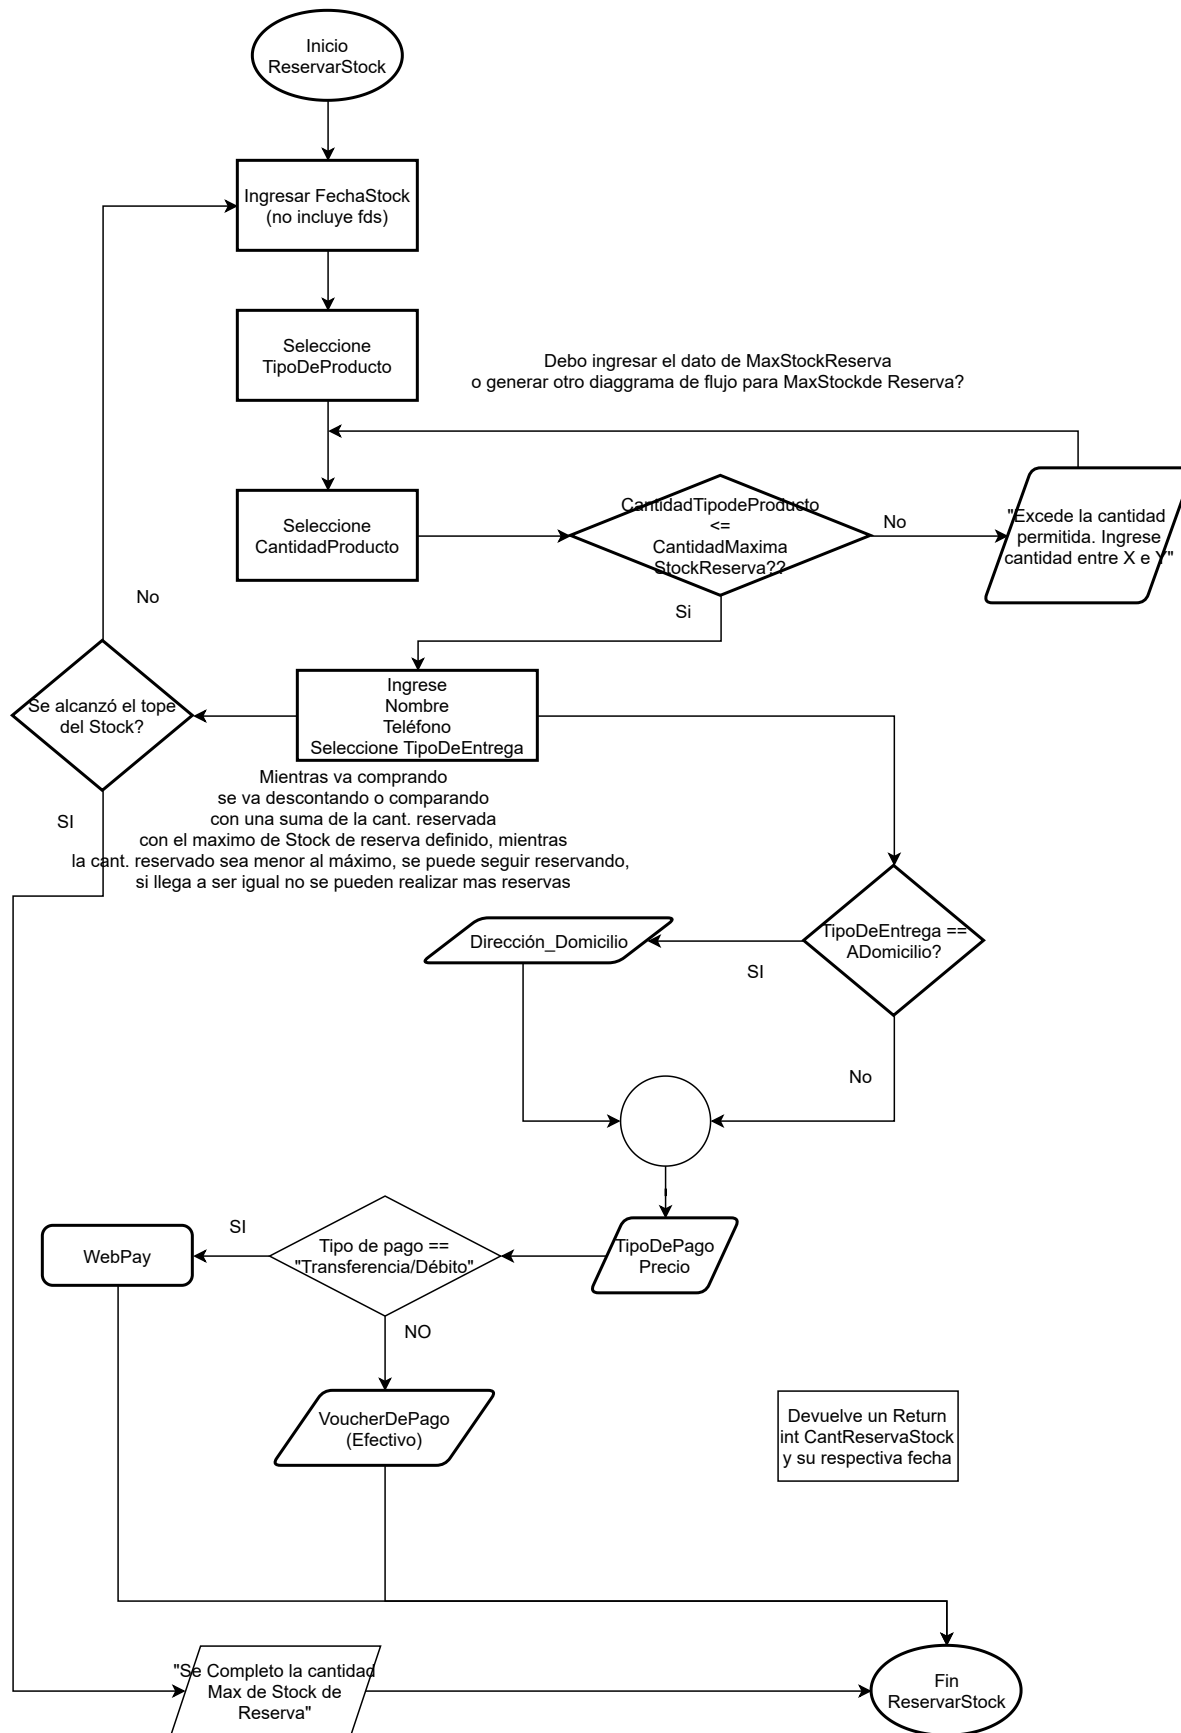 Inicio
ReservarStock
Ingresar FechaStock
(no incluye fds)
Seleccione
TipoDeProducto
Debo ingresar el dato de MaxStockReserva
o generar otro diaggrama de flujo para MaxStockde Reserva?
Seleccione
CantidadProducto
CantidadTipodeProducto
<=
CantidadMaxima
StockReserva??
No
"Excede la cantidad
permitida. Ingrese
cantidad entre X e Y"
Si
No
Se alcanzó el tope
del Stock?
Ingrese
Nombre
Teléfono
Seleccione TipoDeEntrega
SI
Mientras va comprando
se va descontando o comparando
con una suma de la cant. reservada
con el maximo de Stock de reserva definido, mientras
la cant. reservado sea menor al máximo, se puede seguir reservando,
si llega a ser igual no se pueden realizar mas reservas
TipoDeEntrega ==
ADomicilio?
Dirección_Domicilio
SI
No
TipoDePago
Precio
Tipo de pago ==
"Transferencia/Débito"
SI
WebPay
NO
VoucherDePago
(Efectivo)
Devuelve un Return
int CantReservaStock
y su respectiva fecha
"Se Completo la cantidad
Max de Stock de
Reserva"
Fin
ReservarStock